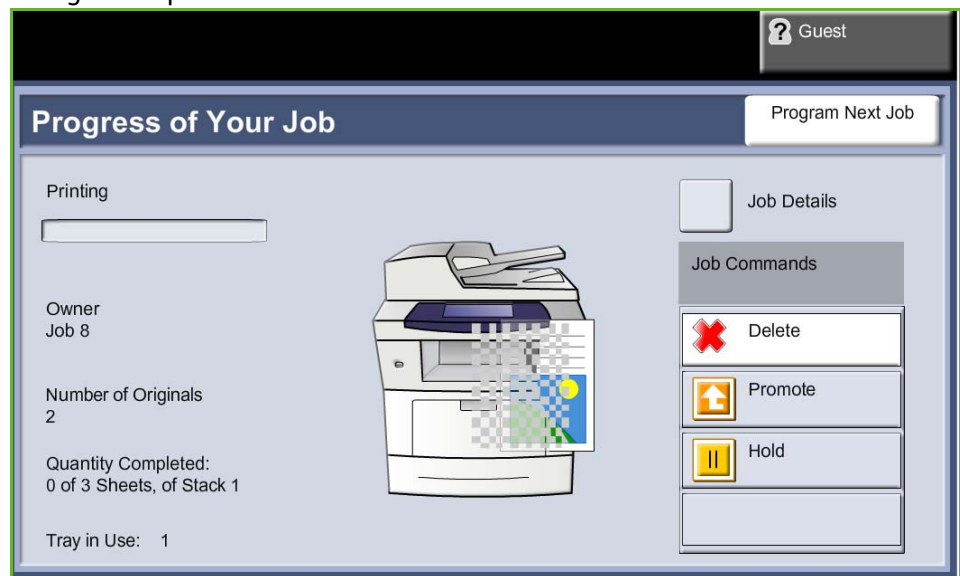 Guest
Progress of Your Job
Program Next Job
Printing
Owner
Job 8
Number of Originals
2
Quantity Completed:
0 of 3 Sheets, of Stack 1
Tray in Use: 1
Job Details
Job Commands
Delete
Promote
Hold